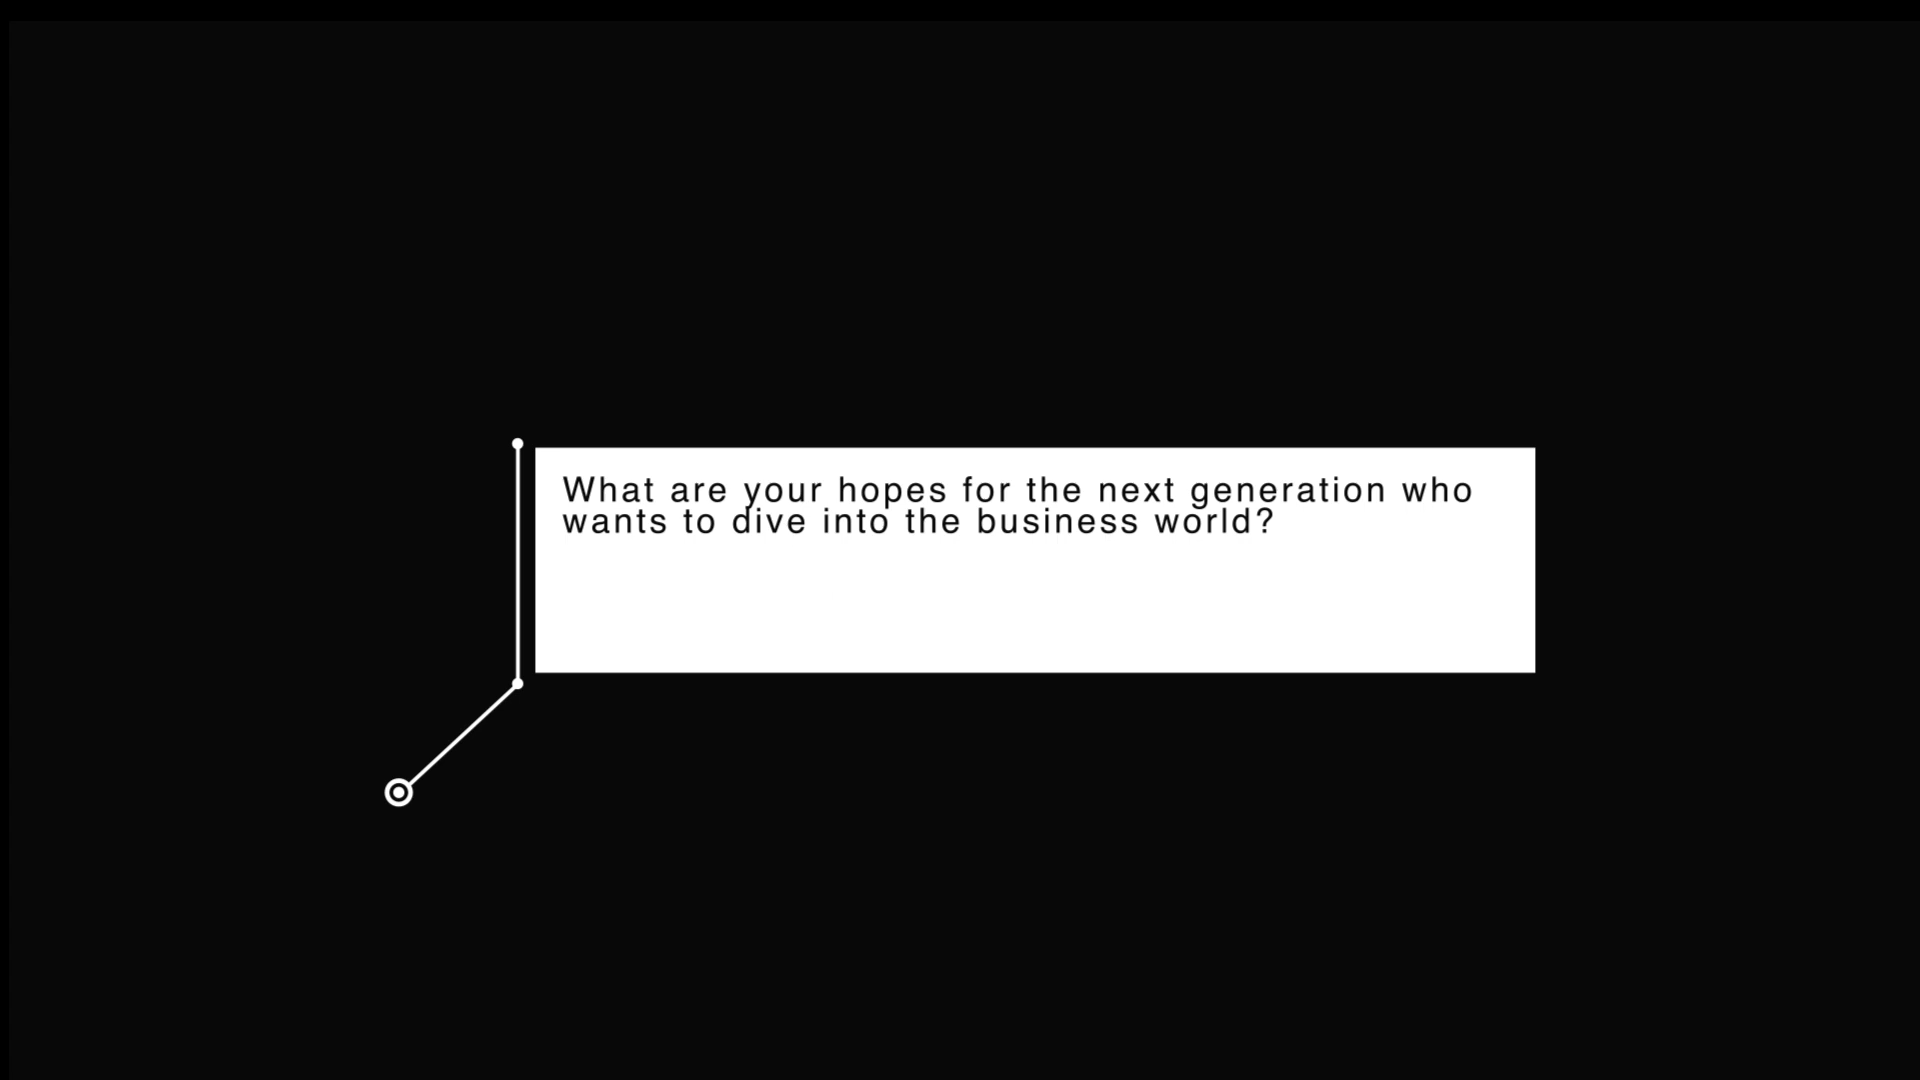 What are your hopes for the next generation who
wants to dive into the business world?